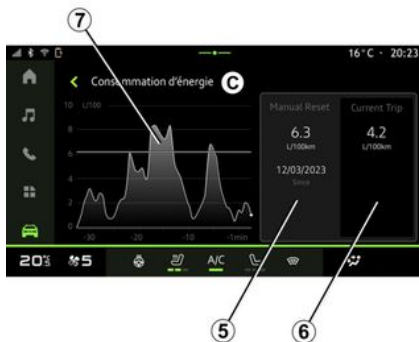 7
16°C · 20:23
Consommation d'énergie
C
10 L/100
8
6
4
2
0
-30 -20 -10 -1min
Manual Reset
6.3
L/100km
12/03/2023
Since
Current Trip
4.2
L/100km
20°5 5 A/C
5
6